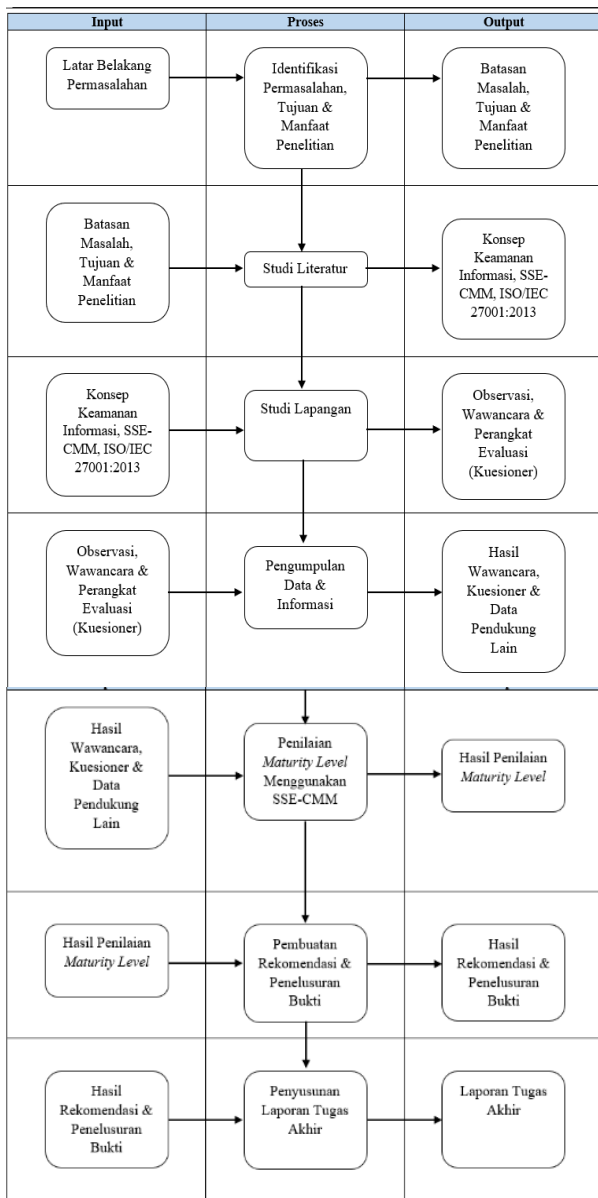 Input
Proses
Output
Latar Belakang
Permasalahan
Identifikasi
Permasalahan,
Tujuan &
Manfaat
Penelitian
Batasan
Masalah,
Tujuan &
Manfaat
Penelitian
Batasan
Masalah,
Tujuan &
Manfaat
Penelitian
Studi Literatur
Konsep
Keamanan
Informasi, SSE-
CMM, ISO/IEC
27001:2013
Konsep
Keamanan
Informasi, SSE-
CMM, ISO/IEC
27001:2013
Studi Lapangan
Observasi,
Wawancara &
Perangkat
Evaluasi
(Kuesioner)
Observasi,
Wawancara &
Perangkat
Evaluasi
(Kuesioner)
Pengumpulan
Data &
Informasi
Hasil
Wawancara,
Kuesioner &
Data
Pendukung
Lain
Hasil
Wawancara,
Kuesioner &
Data
Pendukung
Lain
Penilaian
Maturity Level
Menggunakan
SSE-CMM
Hasil Penilaian
Maturity Level
Hasil Penilaian
Maturity Level
Pembuatan
Rekomendasi &
Penelusuran
Bukti
Hasil
Rekomendasi &
Penelusuran
Bukti
Hasil
Rekomendasi &
Penelusuran
Bukti
Penyusunan
Laporan Tugas
Akhir
Laporan Tugas
Akhir